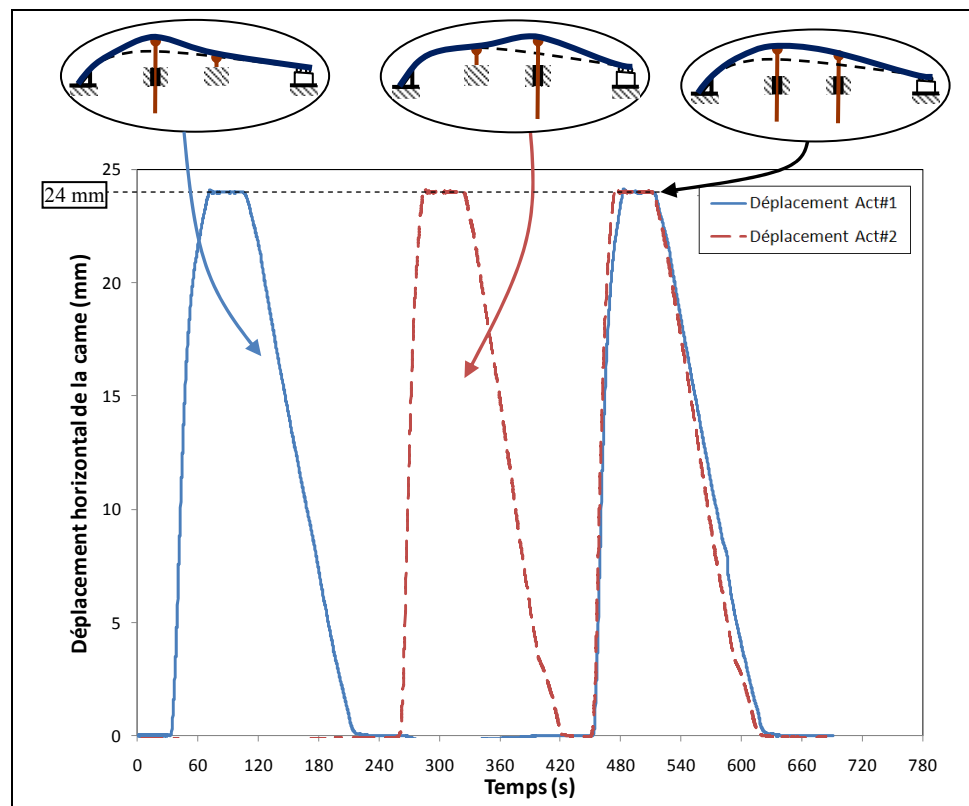 25
24 mm
20
15
10
5
0
Déplacement horizontal de la came (mm)
Déplacement Act#1
Déplacement Act#2
0 60 120 180 240 300 360 420 480 540 600 660 720 780
Temps (s)